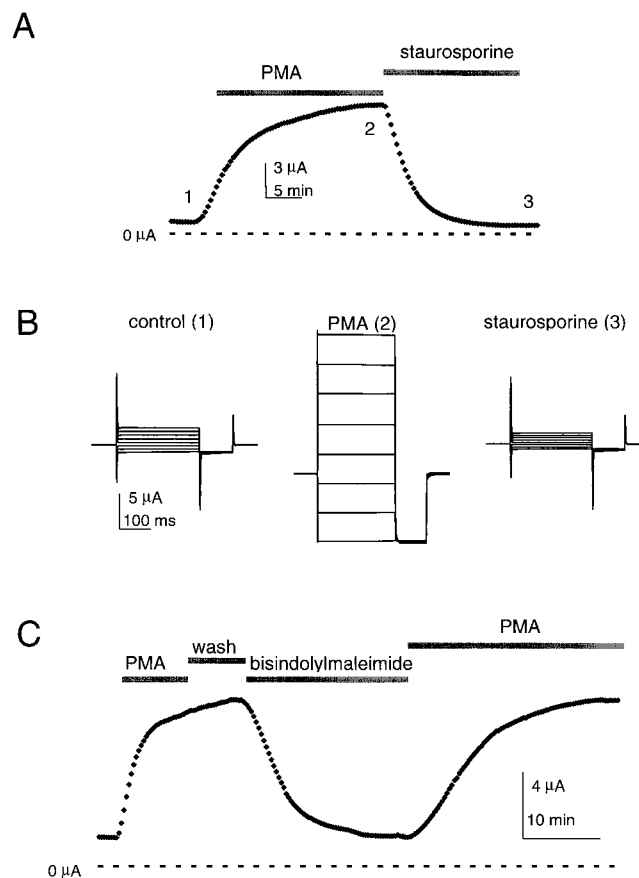 A
staurosporine
PMA
2
3 μA
5 min
1
3
0 μA
B
control (1)
PMA (2)
staurosporine (3)
5 μA
100 ms
C
PMA
wash
PMA
bisindolylmaleimide
4 μA
10 min
0 μA